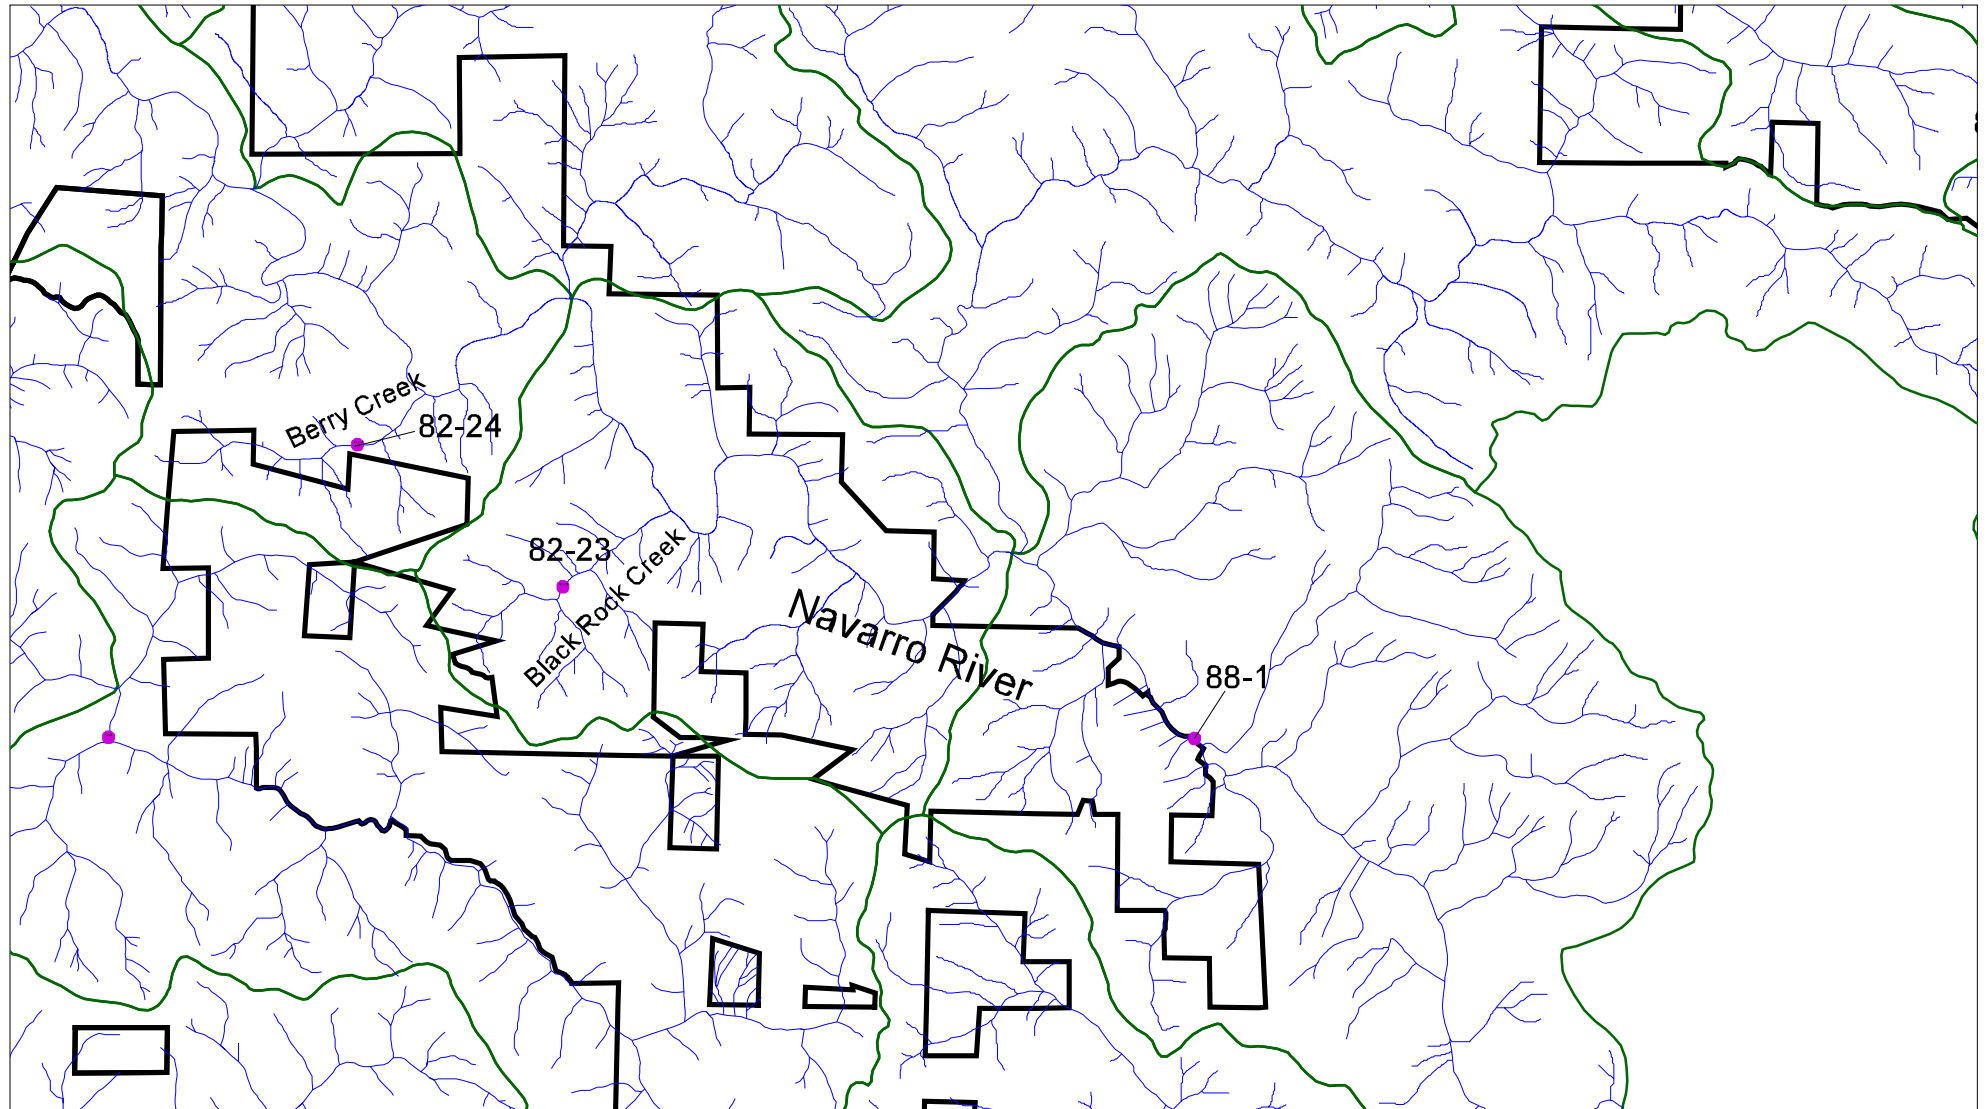 Berry Creek
82-24
82-23
Black Rock Creek
Navarro River
88-1